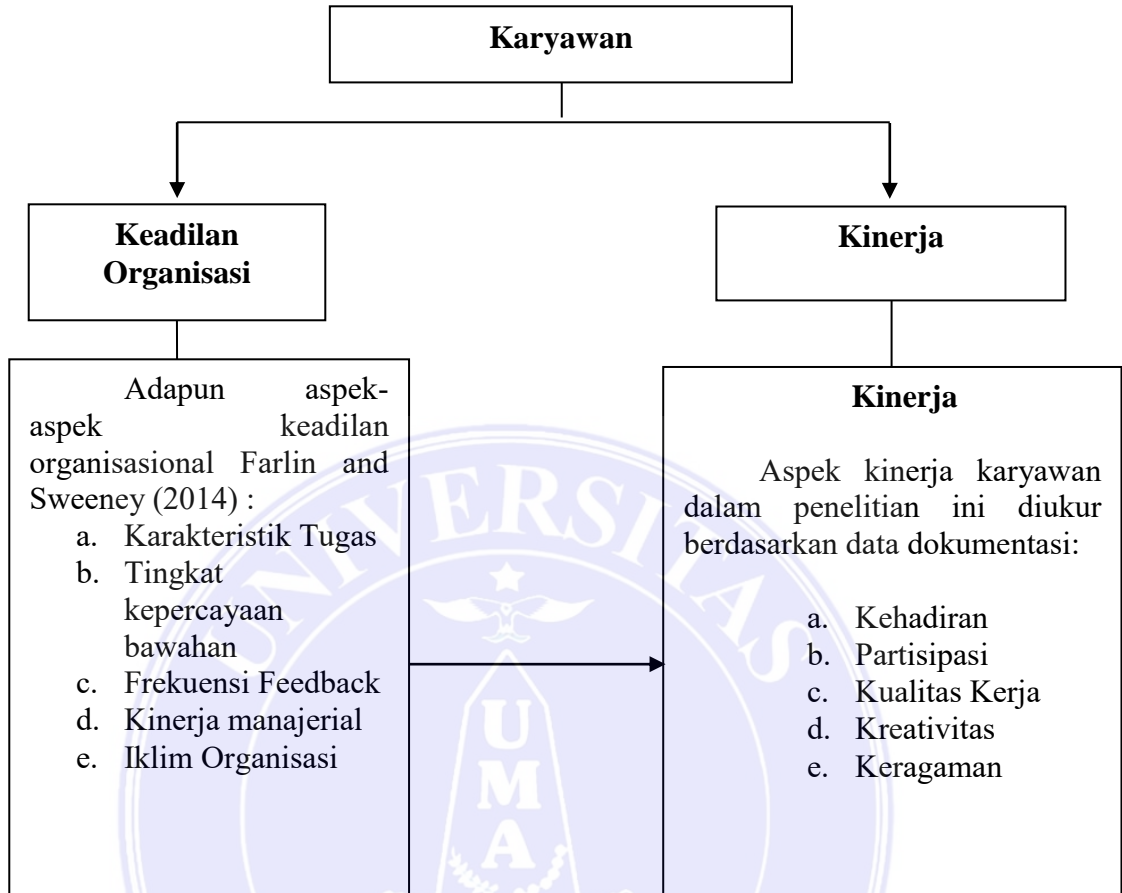 Karyawan
Keadilan
Organisasi
Kinerja
Adapun aspek-
aspek keadilan
organisasional Farlin and
Sweeney (2014) :
a. Karakteristik Tugas
b. Tingkat
kepercayaan
bawahan
c. Frekuensi Feedback
d. Kinerja manajerial
e. Iklim Organisasi
Kinerja
Aspek kinerja karyawan
dalam penelitian ini diukur
berdasarkan data dokumentasi:
a. Kehadiran
b. Partisipasi
c. Kualitas Kerja
d. Kreativitas
e. Keragaman
UNIVERSITAS
U
M
A